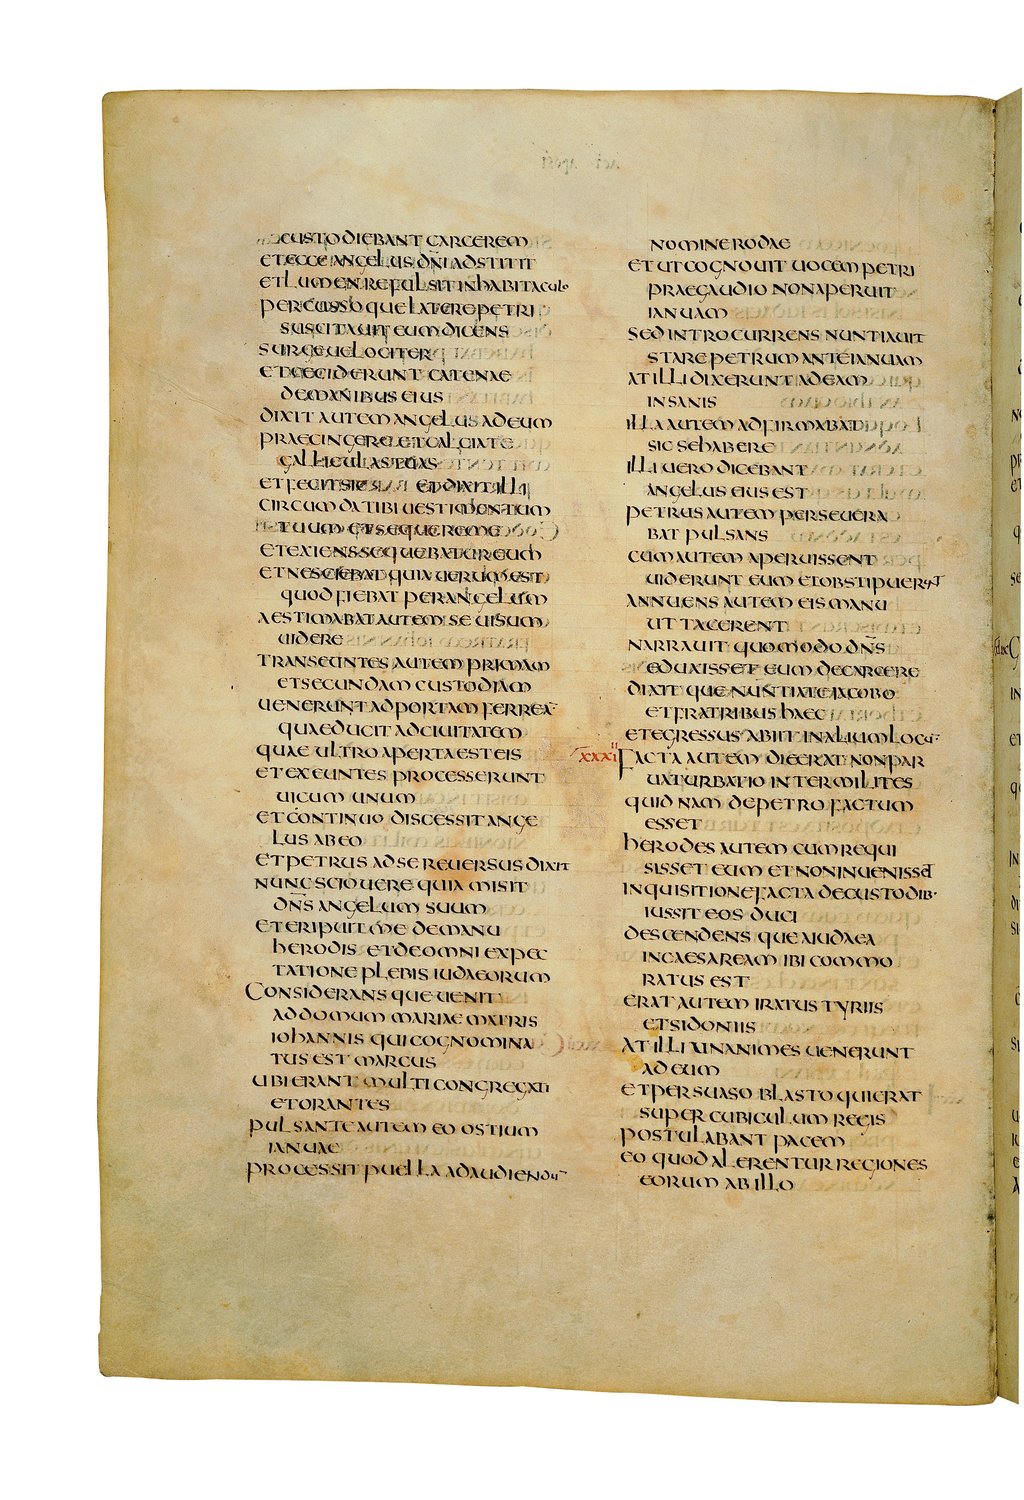 CUSTODIEBANT CARCEREM
ET ECCE ANGELUS DNI ADSTITIT
ET LUMEN REFULSIT IN HABITACULO
PERCUSSOQUE LATERE PETRI
SUSCITAUIT EUM DICENS
SURGE UELOCITER
ET CECIDERUNT CATENAE
DE MANIBUS EIUS
DIXIT AUTEM ANGELUS AD EUM
PRAECINGERE ET CALCIATE
GALLICULAS TUAS
ET FECIT SIC ET DIXIT ILLI
CIRCUMDA TIBI UESTIMENTUM
TUUM ET SEQUERE ME
ET EXIENS SEQUEBATUR EUM
ET NESCIEBAT QUIA UERUM EST
QUOD FIEBAT PER ANGELUM
AESTIMABAT AUTEM SE UISUM
UIDERE
TRANSEUNTES AUTEM PRIMAM
ET SECUNDAM CUSTODIAM
UENERUNT AD PORTAM FERREA
QUAE DUCIT AD CIUITATEM
QUAE ULTRO APERTA EST EIS
ET EXEUNTES PROCESSERUNT
UICUM UNUM
ET CONTINUO DISCESSIT ANGE
LUS AB EO
ET PETRUS AD SE REUERSUS DIXIT
NUNC SCIO UERE QUIA MISIT
DNS ANGELUM SUUM
ET ERIPUIT ME DE MANU
HERODIS ET DE OMNI EXPEC
TATIONE PLEBIS IUDAEORUM
CONSIDERANSQUE UENIT
AD DOMUM MARIAE MATRIS
IOHANNIS QUI COGNOMINA
TUS EST MARCUS
UBI ERANT MULTI CONGREGATI
ET ORANTES
PULSANTE AUTEM EO OSTIUM
IANUAE
PROCESSIT PUELLA AD AUDIENDU
NOMINE RODAE
ET UT COGNOUIT UOCEM PETRI
PRAE GAUDIO NON APERUIT
IANUAM
SED INTRO CURRENS NUNTIAUIT
STARE PETRUM ANTE IANUAM
AT ILLI DIXERUNT AD EAM
INSANIS
ILLA AUTEM ADFIRMABAT
SIC SE HABERE
ILLI UERO DICEBANT
ANGELUS EIUS EST
PETRUS AUTEM PERSEUERA
BAT PULSANS
CUM AUTEM APERUISSENT
UIDERUNT EUM ET OBSTIPUERNT
ANNUENS AUTEM EIS MANU
UT TACERENT
NARRAUIT QUOMODO DNS
EDUXISSET EUM DE CARCERE
DIXITQUE NUNTIATE IACOBO
ET FRATRIBUS HAEC
ET EGRESSUS ABIIT IN ALIUM LOCU
XXXII FACTA AUTEM DIE ERAT NON PAR
UA TURBATIO INTER MILITES
QUIDNAM DE PETRO FACTUM
ESSET
HERODES AUTEM CUM REQUI
SISSET EUM ET NON INUENISSET
INQUISITIONE FACTA DE CUSTODIB
IUSSIT EOS DUCI
DESCENDENSQUE A IUDAEA
IN CAESAREAM IBI COMMO
RATUS EST
ERAT AUTEM IRATUS TYRIIS
ET SIDONIIS
AT ILLI UNANIMES UENERUNT
AD EUM
ET PERSUASO BLASTO QUI ERAT
SUPER CUBICULUM REGIS
POSTULABANT PACEM
EO QUOD ALERENTUR REGIONES
EORUM AB ILLO